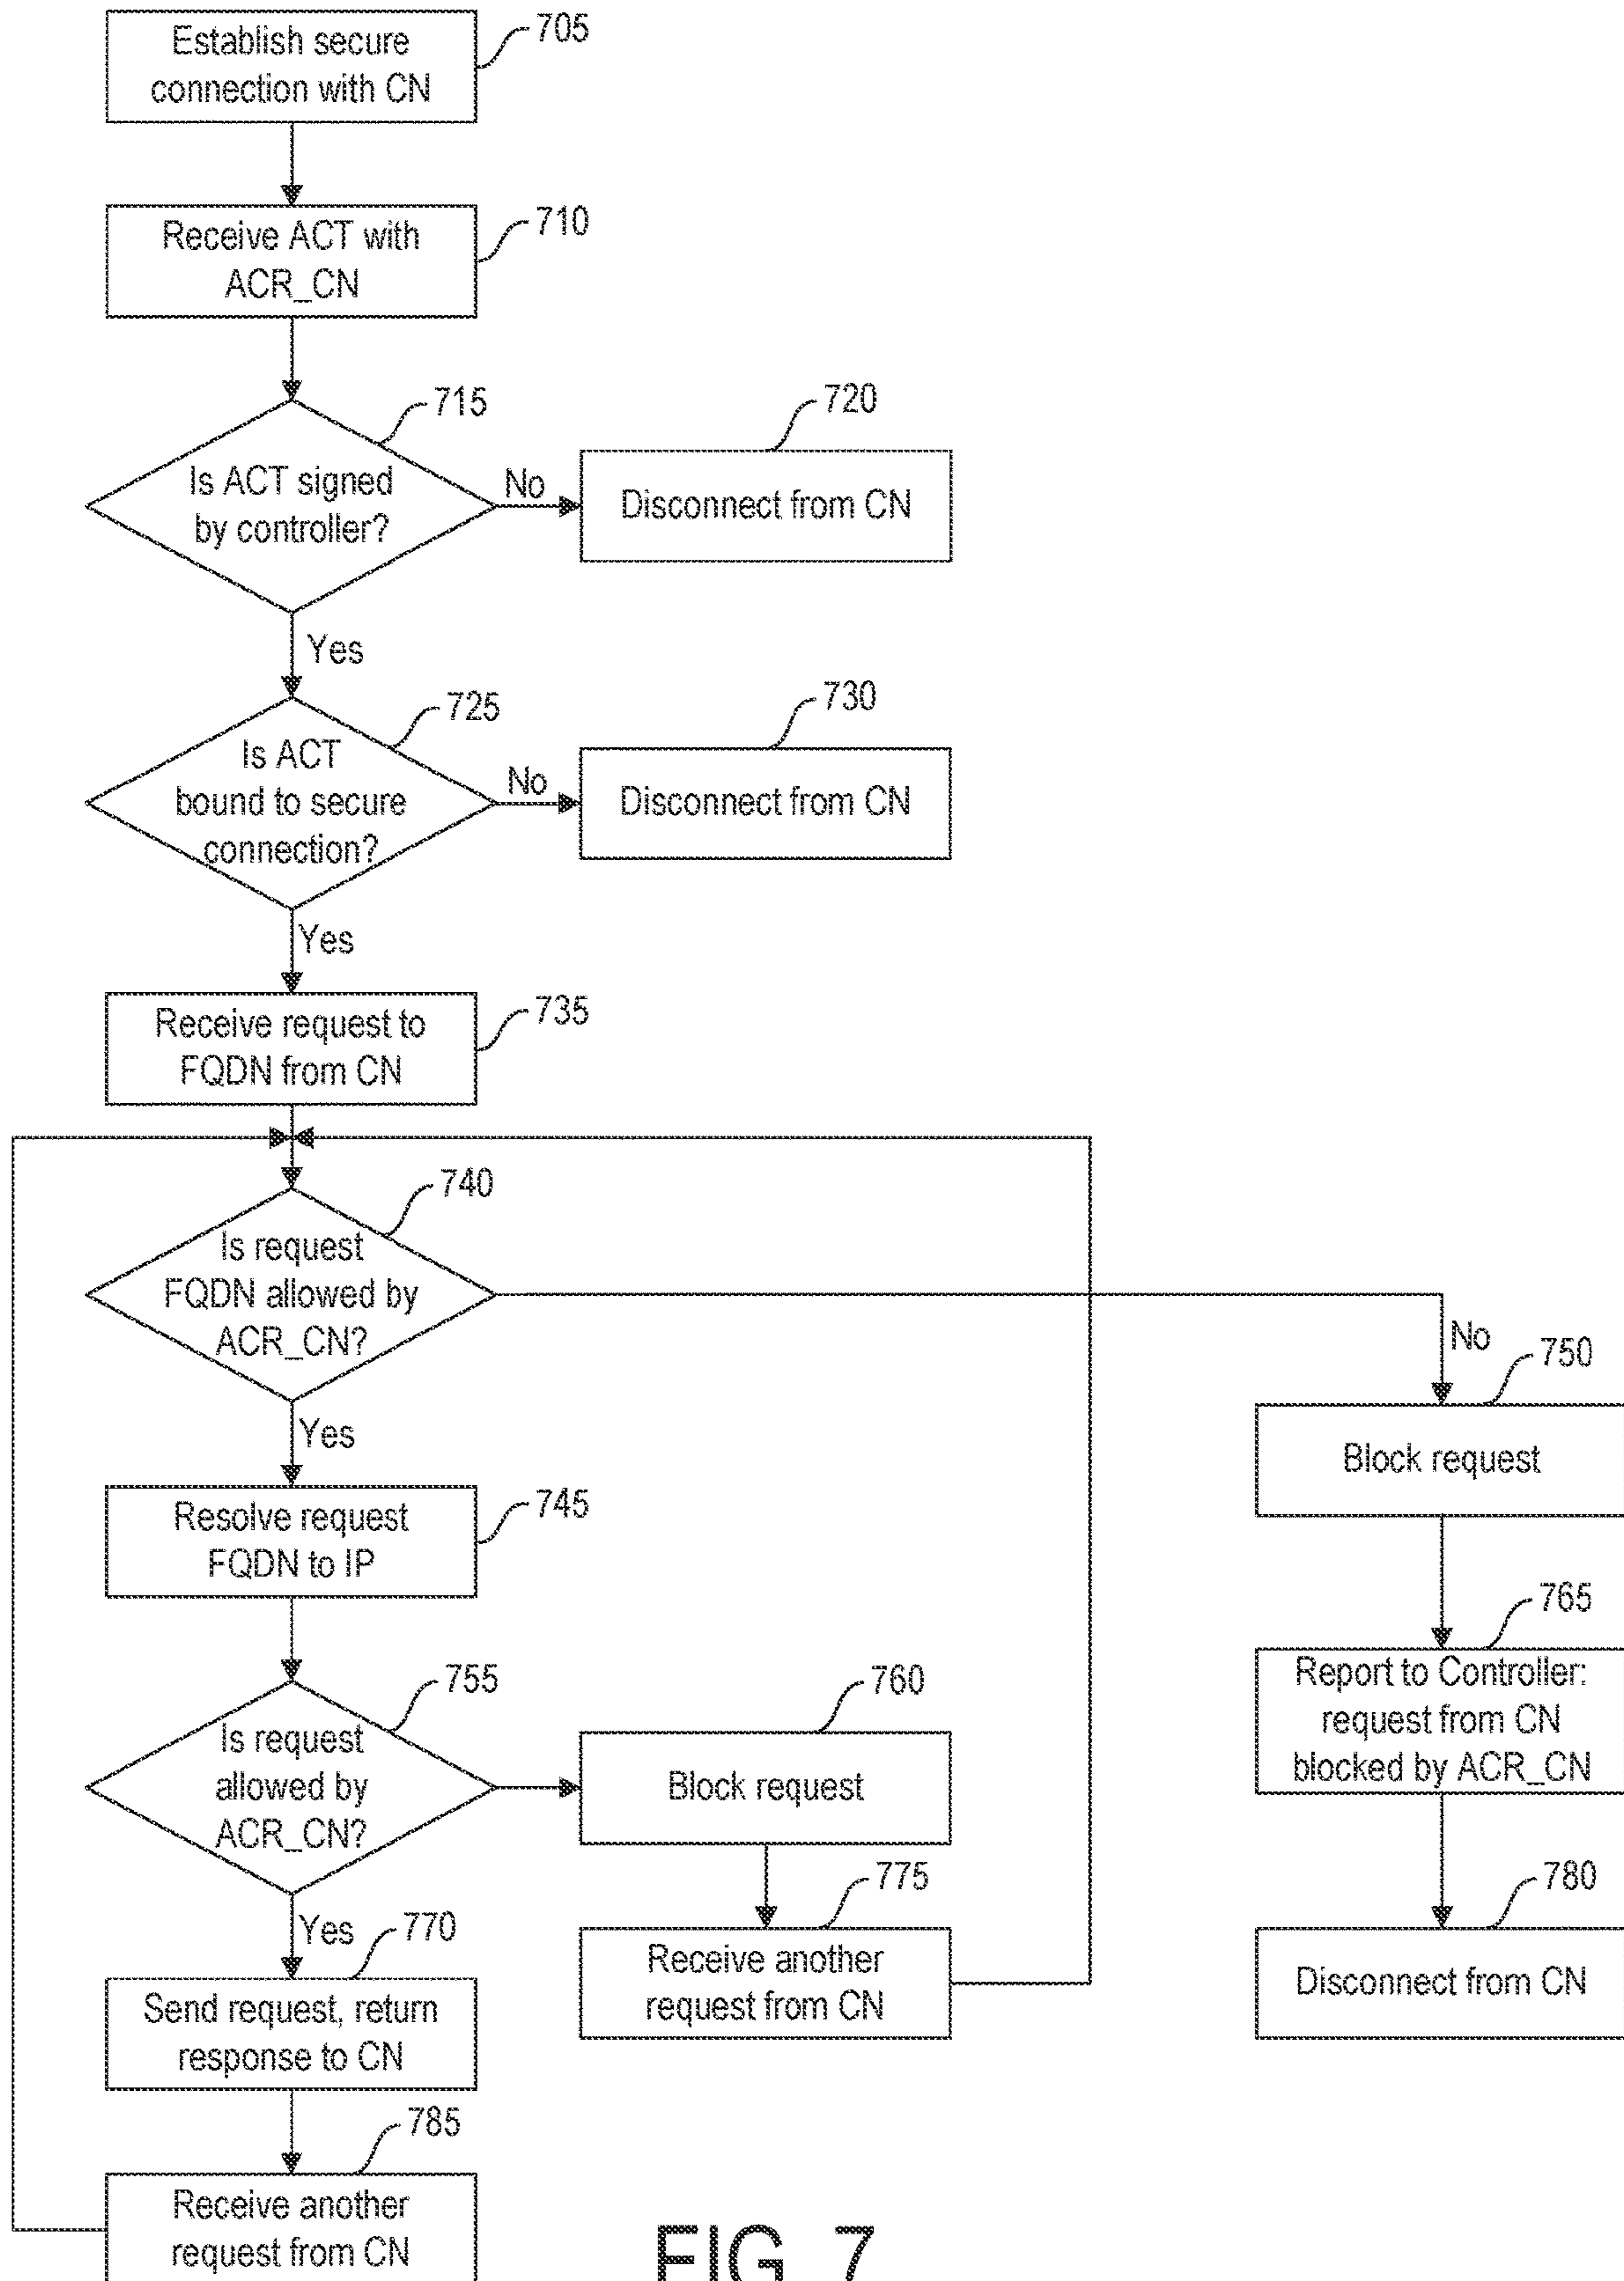 Establish secure
connection with CN
705
Receive ACT with
ACR_CN
710
Is ACT signed
by controller?
715
No
Disconnect from CN
720
Yes
Is ACT
bound to secure
connection?
725
No
Disconnect from CN
730
Yes
Receive request to
FQDN from CN
735
Is request
FQDN allowed by
ACR_CN?
740
No
Block request
750
Yes
Resolve request
FQDN to IP
745
Report to Controller:
request from CN
blocked by ACR_CN
765
Is request
allowed by
ACR_CN?
755
Block request
760
Receive another
request from CN
775
Disconnect from CN
780
Yes
Send request, return
response to CN
770
Receive another
request from CN
785
FIG. 7